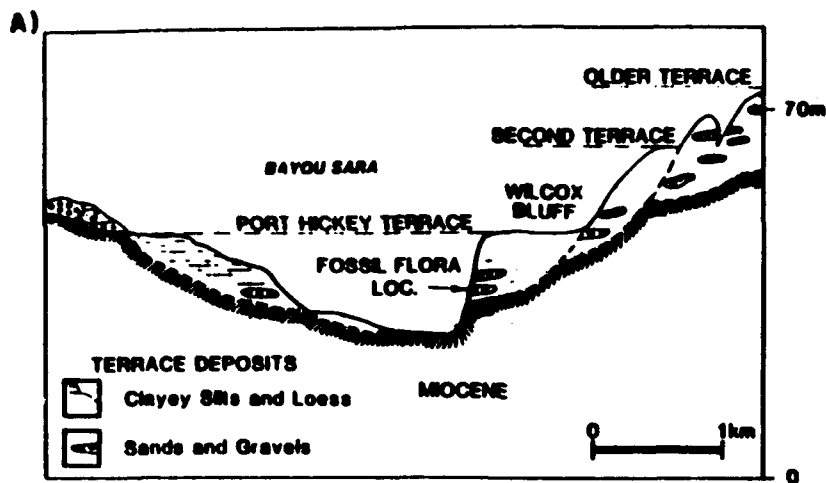 A)
OLDER TERRACE
70m
SECOND TERRACE
BAYOU SARA
WILCOX
BLUFF
PORT HICKEY TERRACE
FOSSIL FLORA
LOC.
TERRACE DEPOSITS
MIOCENE
Clayey Silts and Loess
0 1km
Sands and Gravels
0